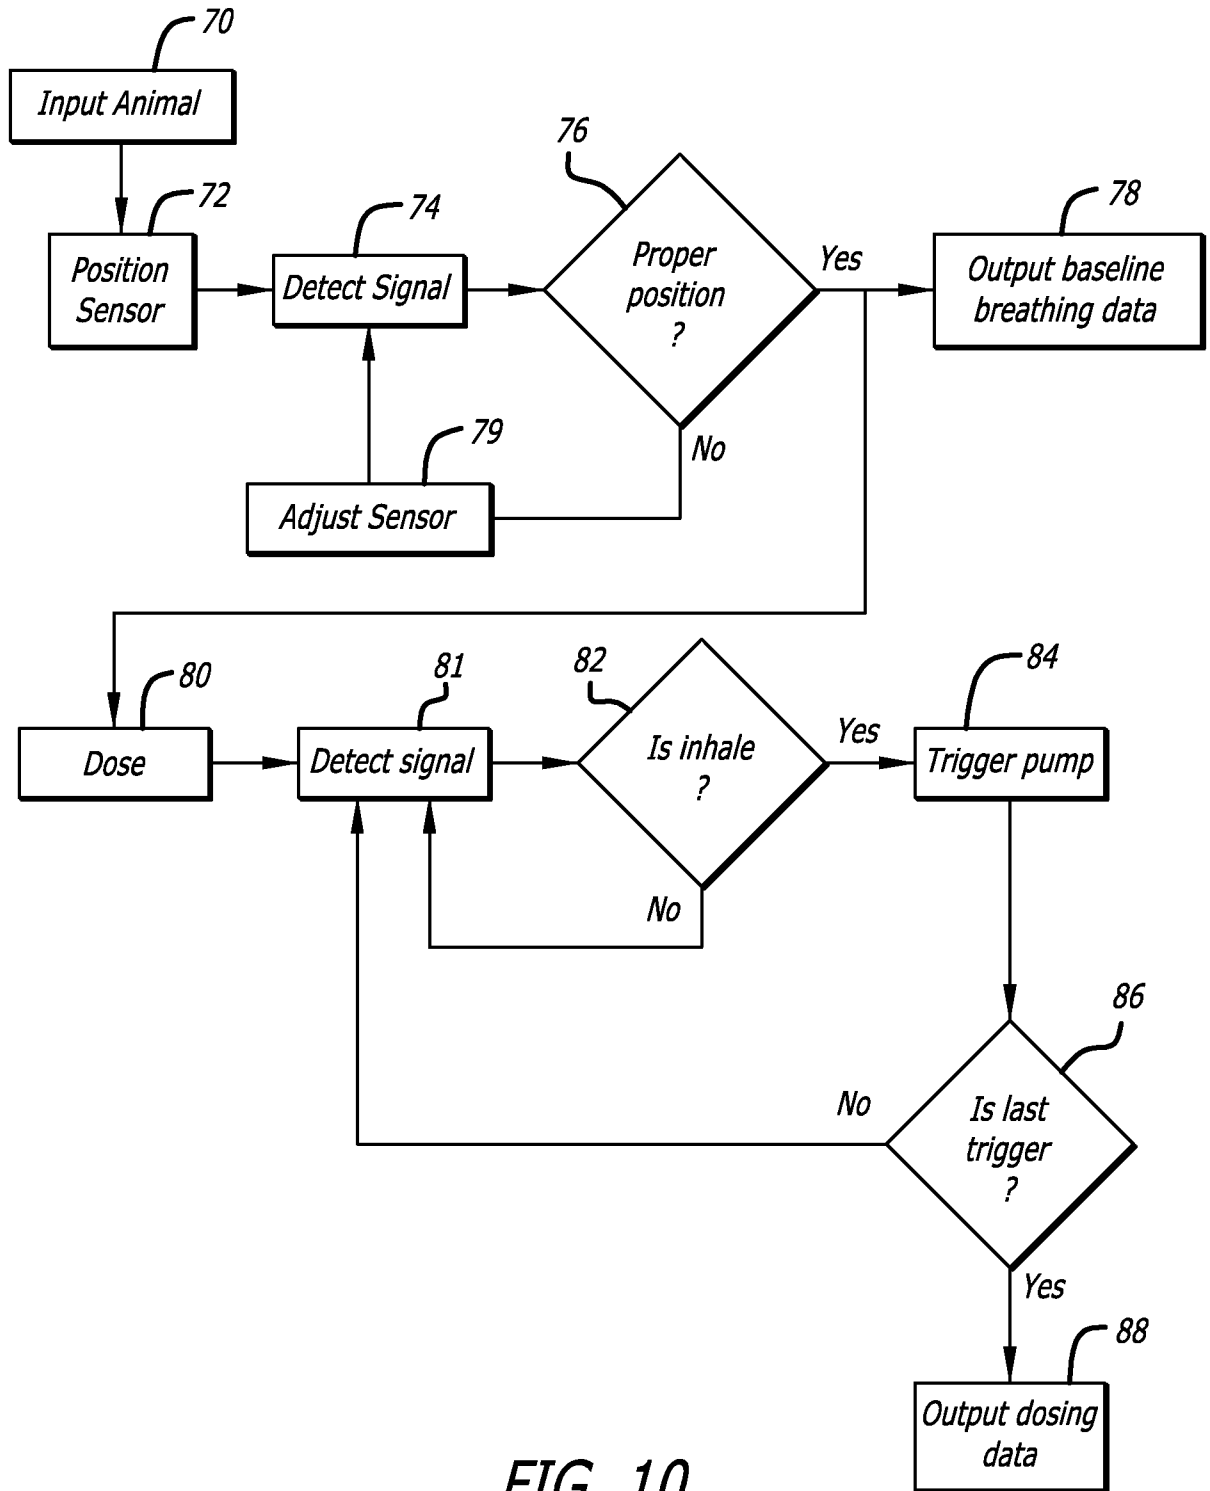 70
Input Animal
72
Position
Sensor
74
Detect Signal
76
Proper
position
?
Yes
78
Output baseline
breathing data
No
79
Adjust Sensor
80
Dose
81
Detect signal
82
Is inhale
?
Yes
84
Trigger pump
No
86
Is last
trigger
?
No
Yes
88
Output dosing
data
FIG. 10